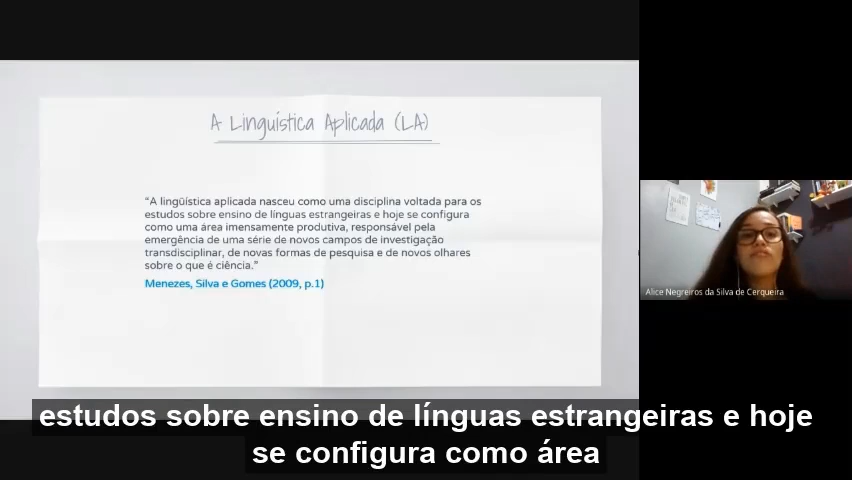 A Linguística Aplicada (LA)
“A lingüística aplicada nasceu como uma disciplina voltada para os
estudos sobre ensino de línguas estrangeiras e hoje se configura
como uma área imensamente produtiva, responsável pela
emergência de uma série de novos campos de investigação
transdisciplinar, de novas formas de pesquisa e de novos olhares
sobre o que é ciência.”
Menezes, Silva e Gomes (2009, p.1)
Alice Negreiros da Silva de Cerqueira
estudos sobre ensino de línguas estrangeiras e hoje
se configura como área